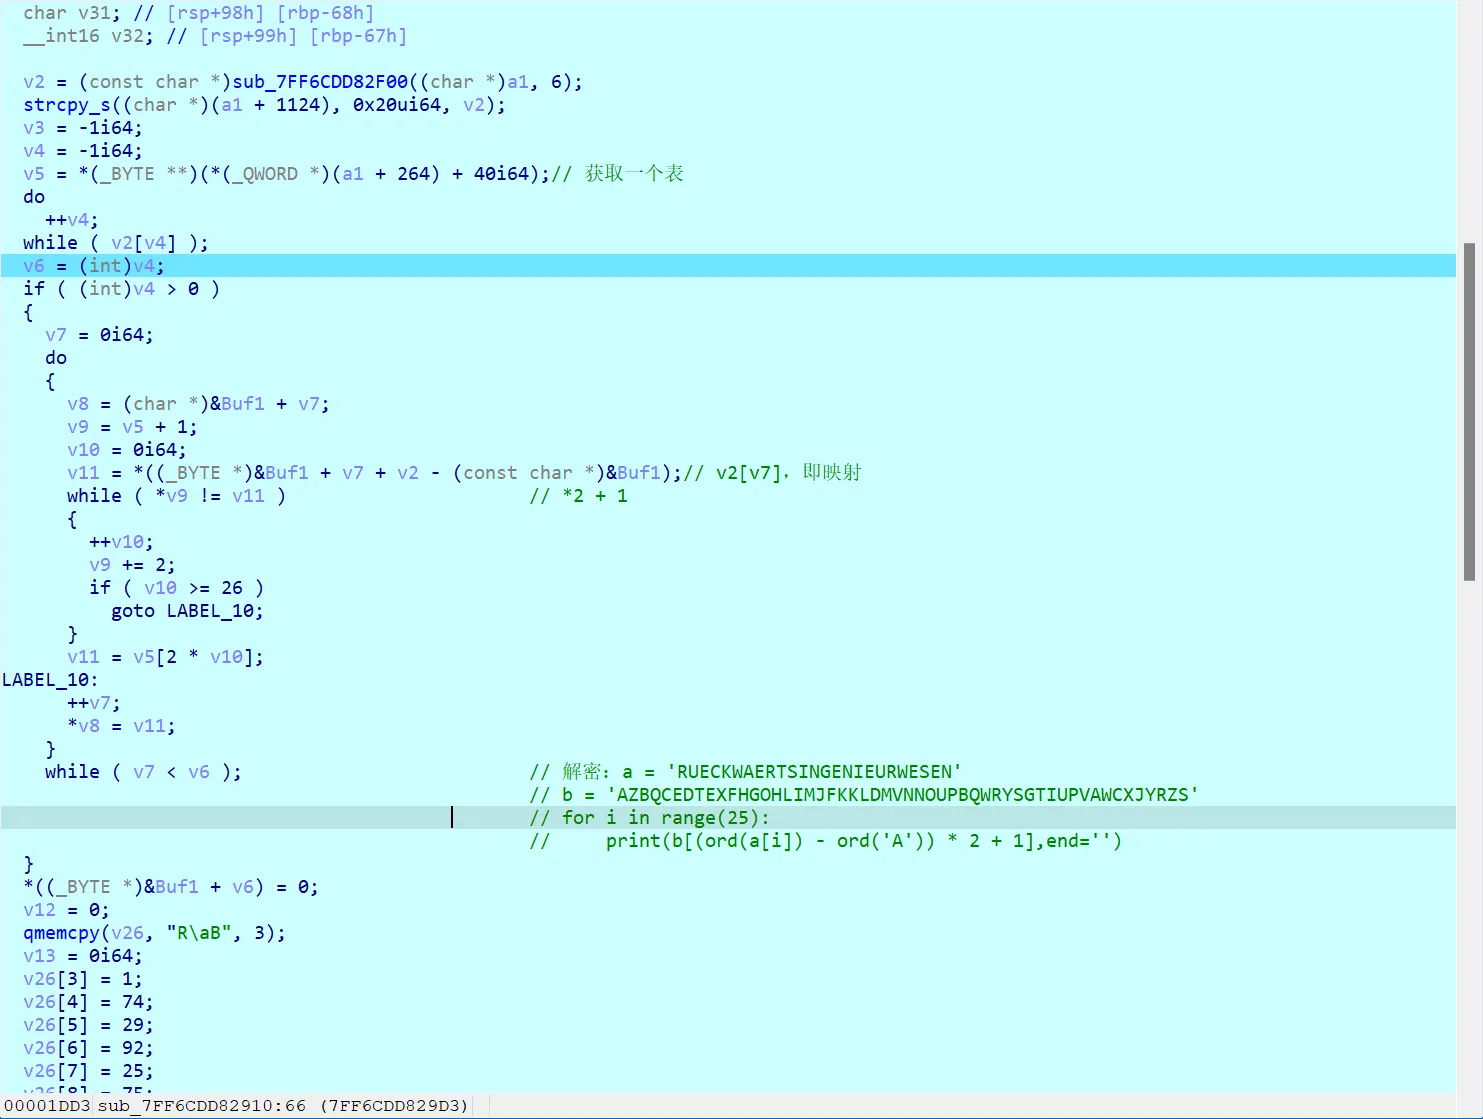 char v31; // [rsp+98h] [rbp-68h]
__int16 v32; // [rsp+99h] [rbp-67h]
v2 = (const char *)sub_7FF6CDD82F00((char *)a1, 6);
strcpy_s((char *)(a1 + 1124), 0x20ui64, v2);
v3 = -1i64;
v4 = -1i64;
v5 = *(_BYTE **)(*(_QWORD *)(a1 + 264) + 40i64);// 获取一个表
do
++v4;
while ( v2[v4] );
v6 = (int)v4;
if ( (int)v4 > 0 )
{
v7 = 0i64;
do
{
v8 = (char *)&Buf1 + v7;
v9 = v5 + 1;
v10 = 0i64;
v11 = *((_BYTE *)&Buf1 + v7 + v2 - (const char *)&Buf1);// v2[v7]，即映射
while ( *v9 != v11 ) // *2 + 1
{
++v10;
v9 += 2;
if ( v10 >= 26 )
goto LABEL_10;
}
v11 = v5[2 * v10];
LABEL_10:
++v7;
*v8 = v11;
}
while ( v7 < v6 ); // 解密：a = 'RUECKWAERTSINGENIEURWESEN'
// b = 'AZBQCEDTEXFHGOHLIMJFKKLDMVNNOUPBQWRYSGTIUPVAWCXJYRZS'
// for i in range(25):
// print(b[(ord(a[i]) - ord('A')) * 2 + 1],end='')
}
*((_BYTE *)&Buf1 + v6) = 0;
v12 = 0;
qmemcpy(v26, "R\aB", 3);
v13 = 0i64;
v26[3] = 1;
v26[4] = 74;
v26[5] = 29;
v26[6] = 92;
v26[7] = 25;
v26[8] = 75;
00001DD3 sub_7FF6CDD82910:66 (7FF6CDD829D3)